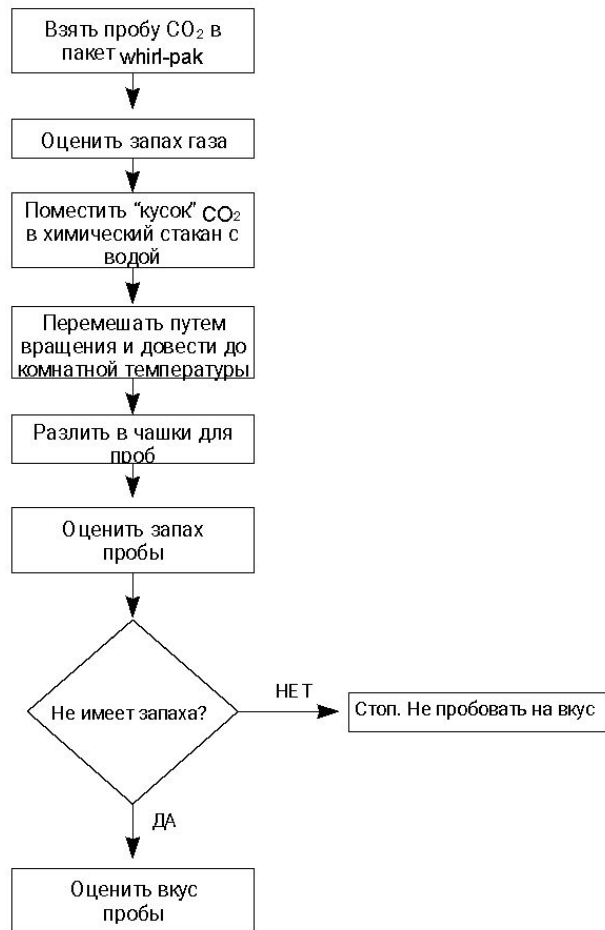 Взять пробу CO₂ в
пакет whirl-pak
Оценить запах газа
Поместить “кусок” CO₂
в химический стакан с
водой
Перемешать путем
вращения и довести до
комнатной температуры
Разлить в чашки для
проб
Оценить запах
пробы
Не имеет запаха?
НЕТ
Стоп. Не пробовать на вкус
ДА
Оценить вкус
пробы